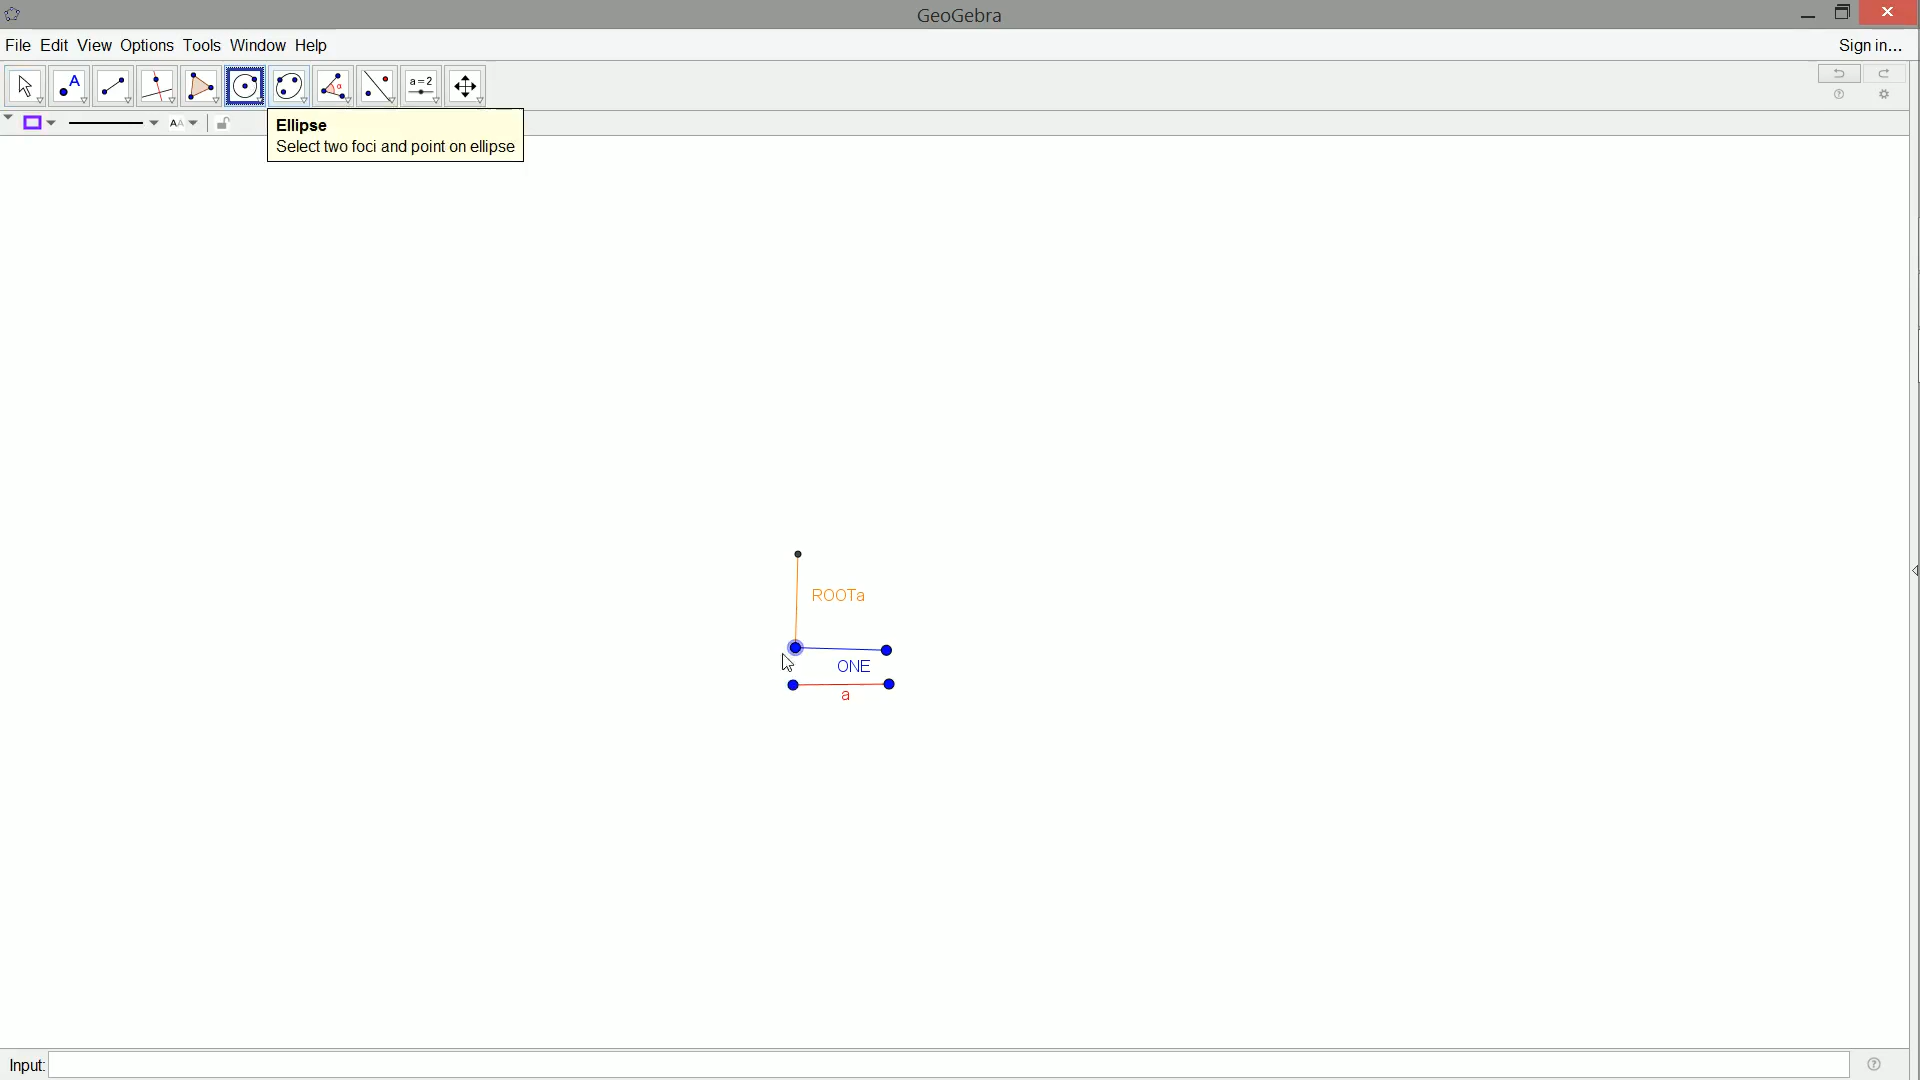 GeoGebra
File Edit View Options Tools Window Help
Sign in...
A
α
a=2
AA
Ellipse
Select two foci and point on ellipse
ROOTa
ONE
a
Input: